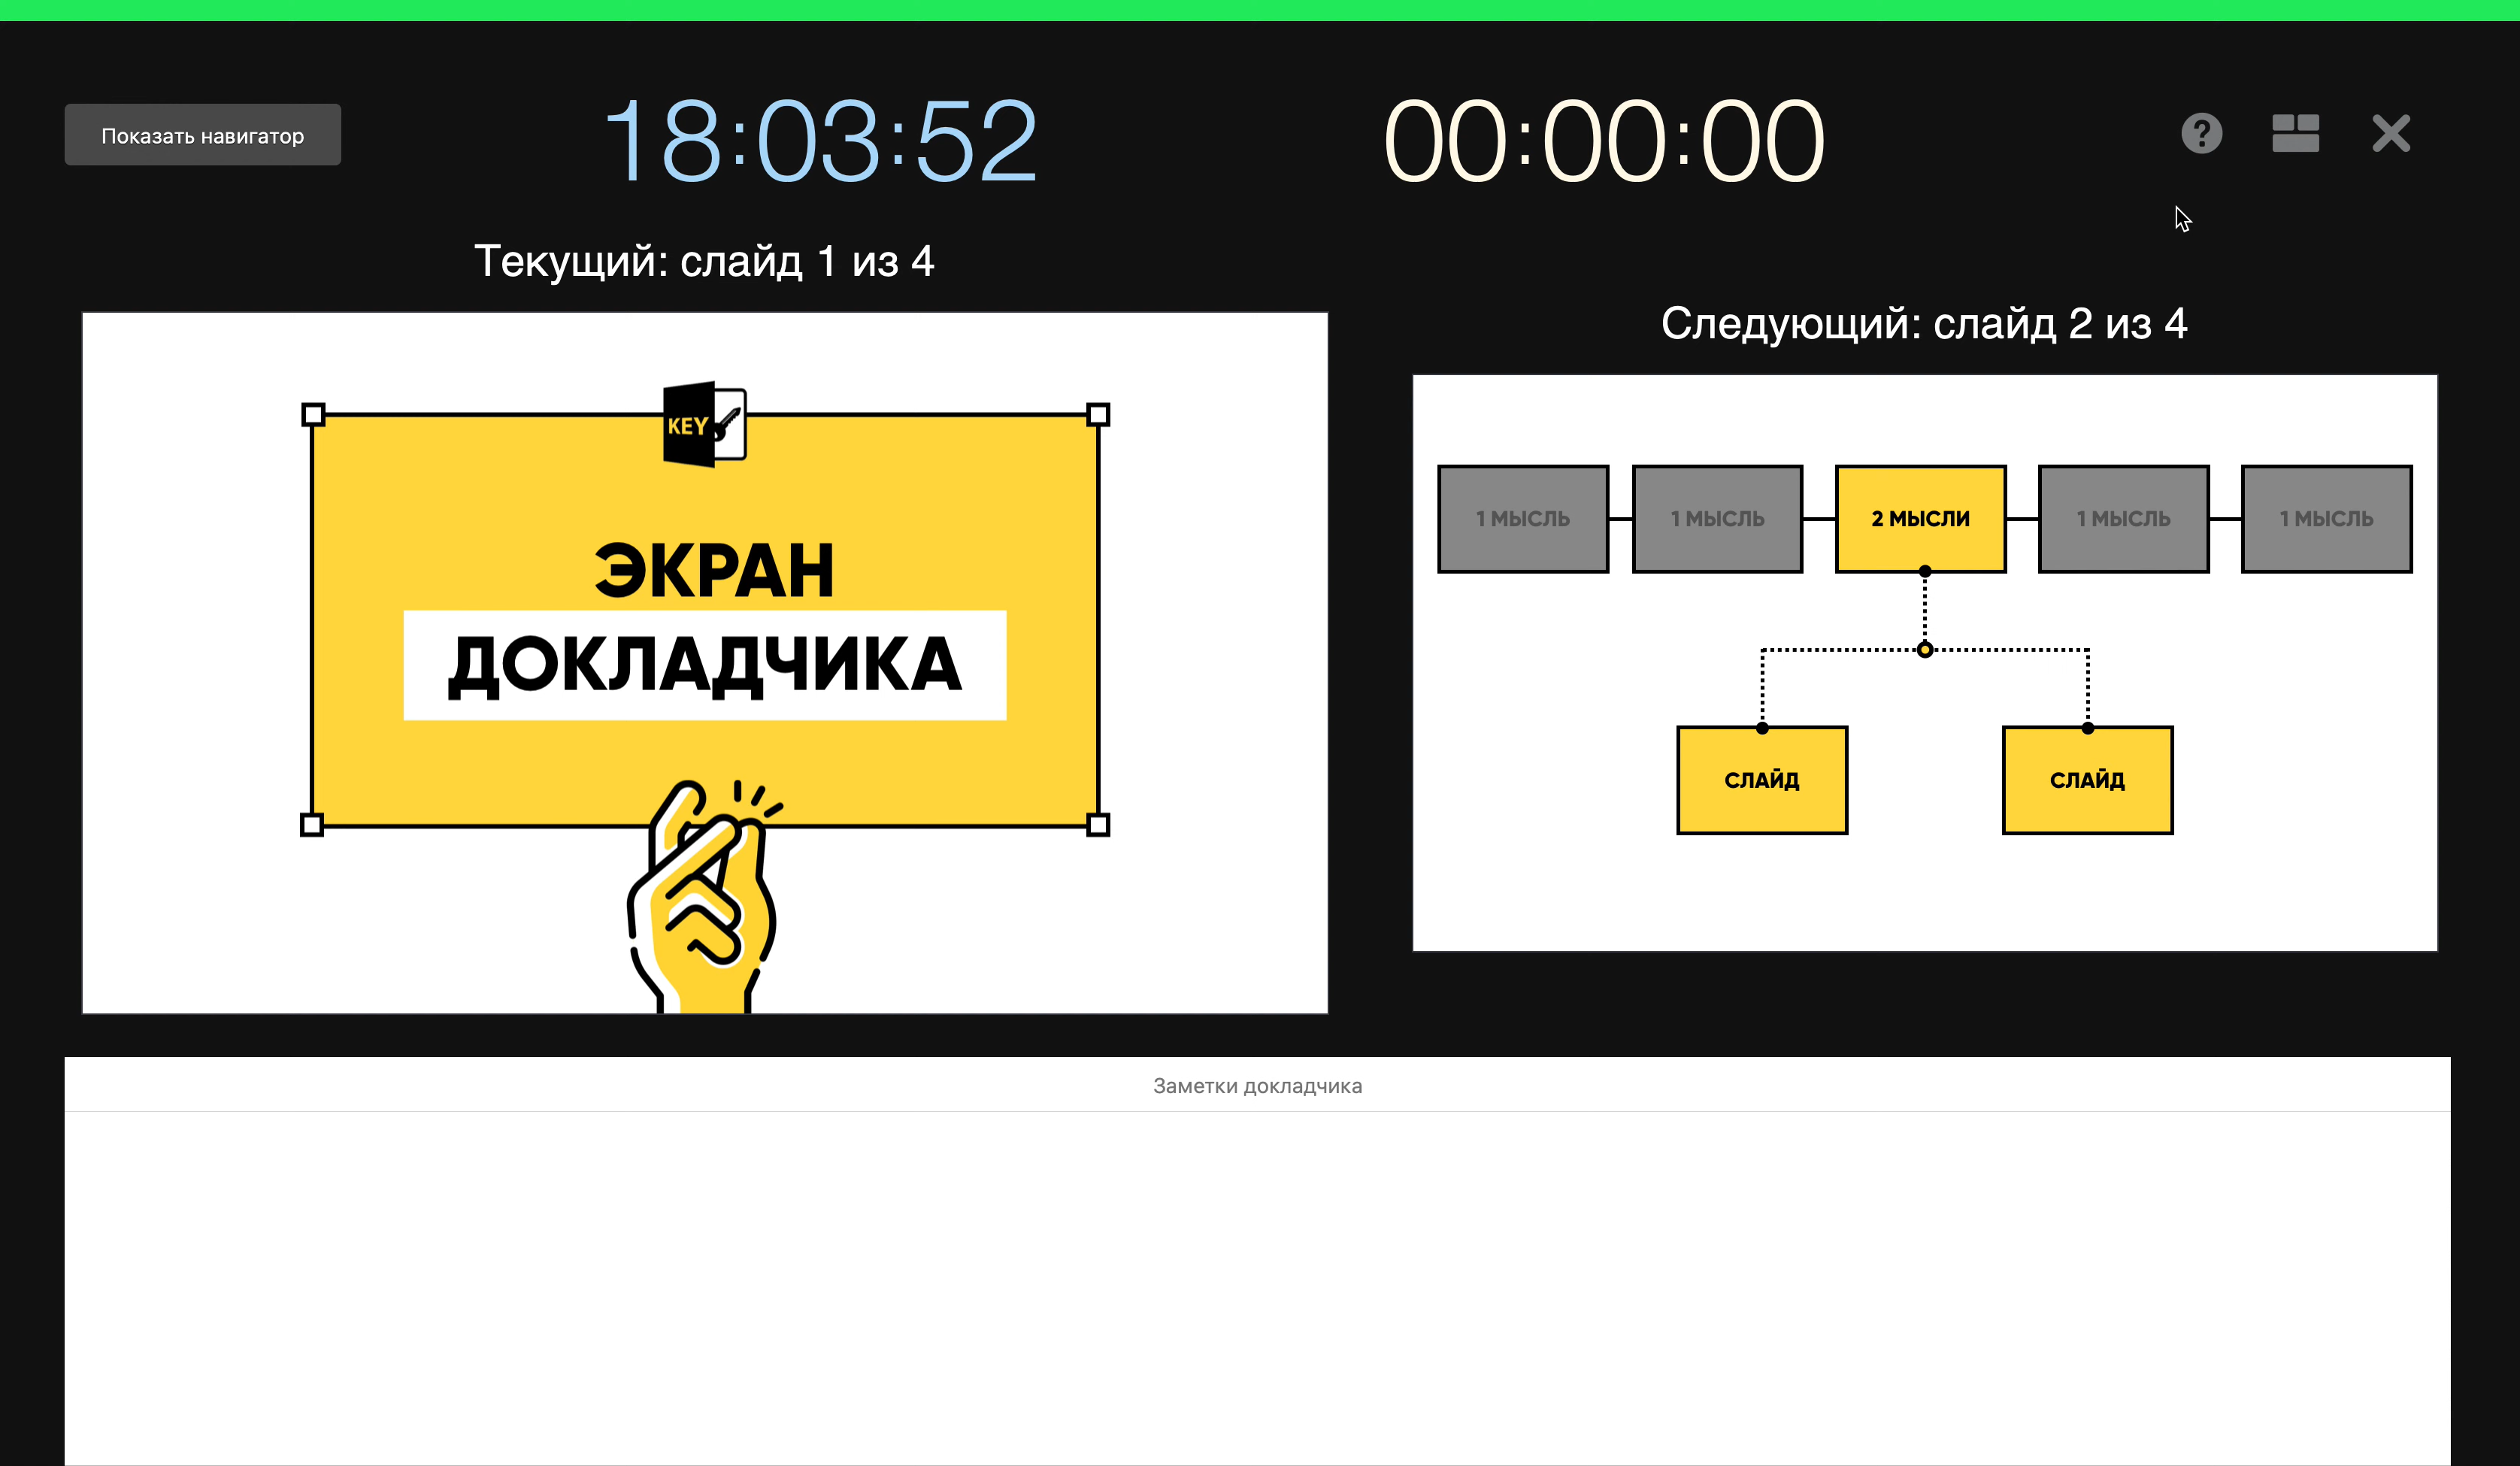 Показать навигатор
18:03:52
00:00:00
Текущий: слайд 1 из 4
Следующий: слайд 2 из 4
KEY
ЭКРАН
ДОКЛАДЧИКА
1 МЫСЛЬ
1 МЫСЛЬ
2 МЫСЛИ
1 МЫСЛЬ
1 МЫСЛЬ
СЛАЙД
СЛАЙД
Заметки докладчика